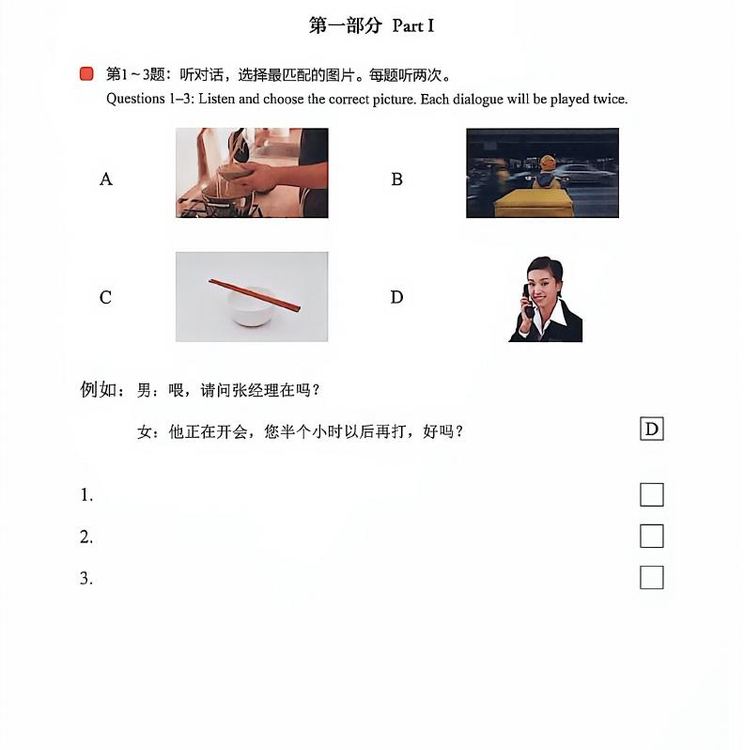 第一部分 Part I
第1~3题：听对话，选择最匹配的图片。每题听两次。
Questions 1–3: Listen and choose the correct picture. Each dialogue will be played twice.
A
B
C
D
例如：男：喂，请问张经理在吗？
女：他正在开会，您半个小时以后再打，好吗？
D
1.
2.
3.